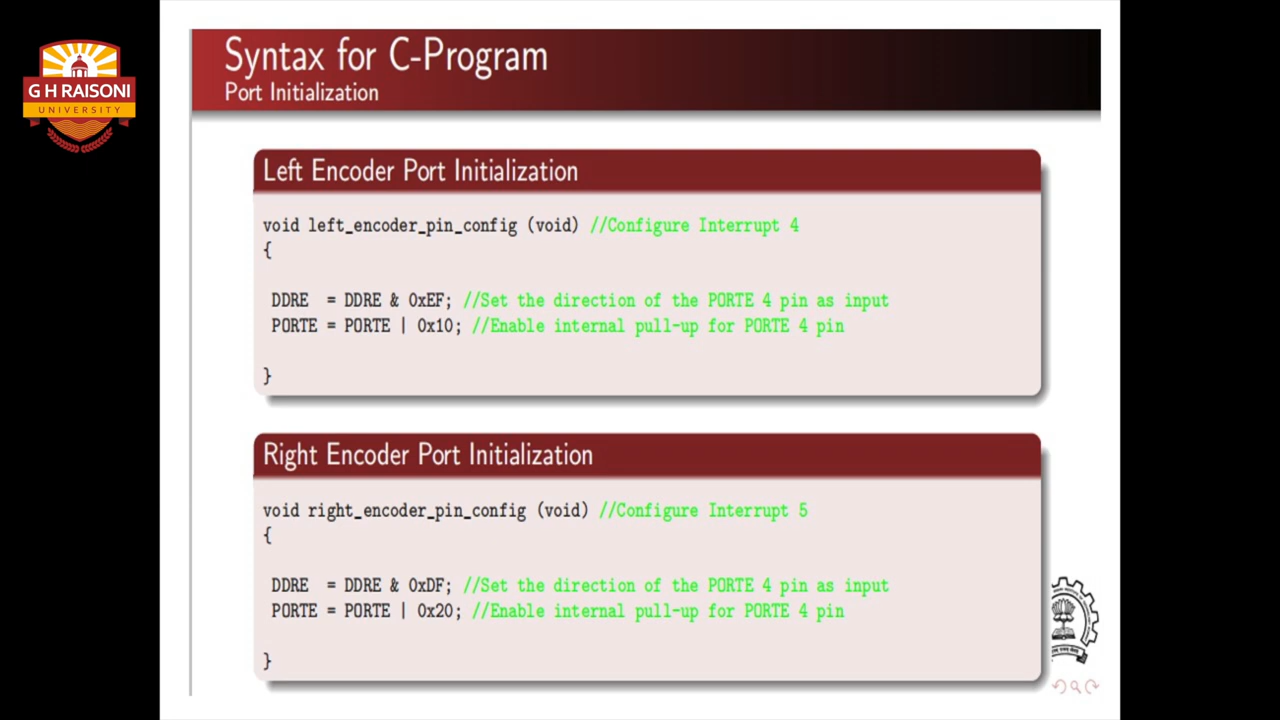 G H RAISONI
UNIVERSITY
Syntax for C-Program
Port Initialization
Left Encoder Port Initialization
void left_encoder_pin_config (void) //Configure Interrupt 4
{
DDRE = DDRE & 0xEF; //Set the direction of the PORTE 4 pin as input
PORTE = PORTE | 0x10; //Enable internal pull-up for PORTE 4 pin
}
Right Encoder Port Initialization
void right_encoder_pin_config (void) //Configure Interrupt 5
{
DDRE = DDRE & 0xDF; //Set the direction of the PORTE 4 pin as input
PORTE = PORTE | 0x20; //Enable internal pull-up for PORTE 4 pin
}